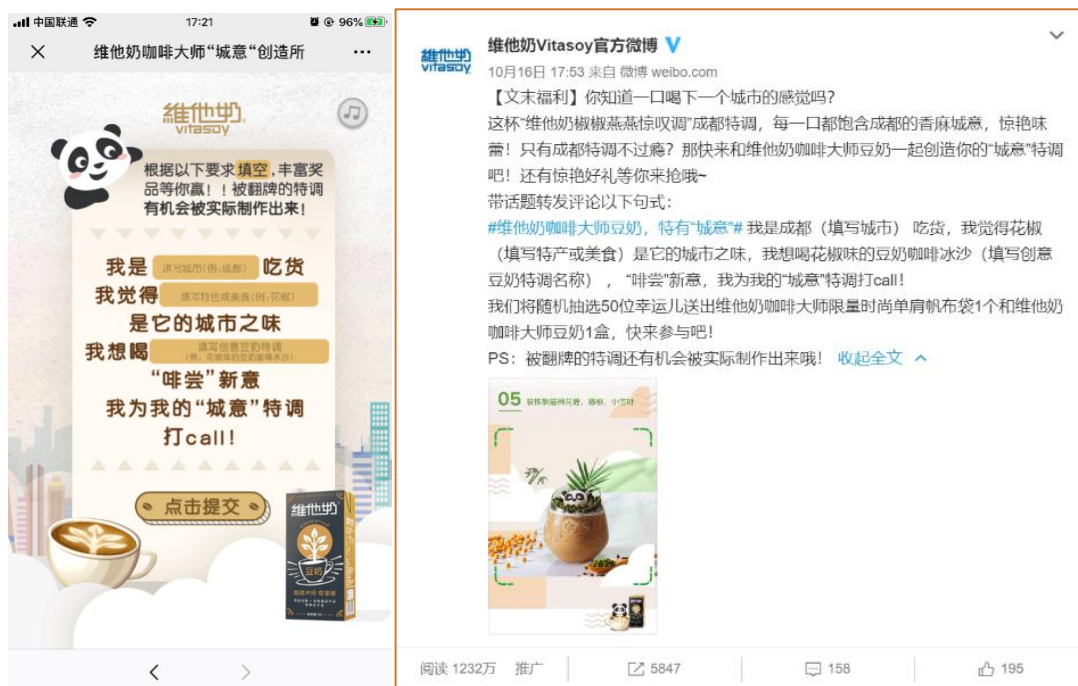 中国联通
17:21
96%
维他奶咖啡大师“城意“创造所
維他奶
vitasoy
根据以下要求填空,丰富奖
品等你赢！！被翻牌的特调
有机会被实际制作出来！
我是 填写城市(例:成都) 吃货
我觉得 填写特色或美食(例:花椒)
是它的城市之味
我想喝 填写创意豆奶特调
(例：花椒味的豆奶咖啡冰沙)
“啡尝”新意
我为我的“城意”特调
打call！
点击提交
維他奶
豆奶
維他奶
vitasoy
维他奶Vitasoy官方微博
10月16日 17:53 来自 微博 weibo.com
【文末福利】你知道一口喝下一个城市的感觉吗？
这杯“维他奶椒椒燕燕惊叹调”成都特调，每一口都饱含成都的香麻城意，惊艳味
蕾！只有成都特调不过瘾？那快来和维他奶咖啡大师豆奶一起创造你的“城意”特调
吧！还有惊艳好礼等你来抢哦~
带话题转发评论以下句式：
#维他奶咖啡大师豆奶，特有“城意”# 我是成都（填写城市） 吃货，我觉得花椒
（填写特产或美食）是它的城市之味，我想喝花椒味的豆奶咖啡冰沙（填写创意
豆奶特调名称），“啡尝”新意，我为我的“城意”特调打call！
我们将随机抽选50位幸运儿送出维他奶咖啡大师限量时尚单肩帆布袋1个和维他奶
咖啡大师豆奶1盒，快来参与吧！
PS：被翻牌的特调还有机会被实际制作出来哦！ 收起全文
05
阅读 1232万 推广 5847 158 195